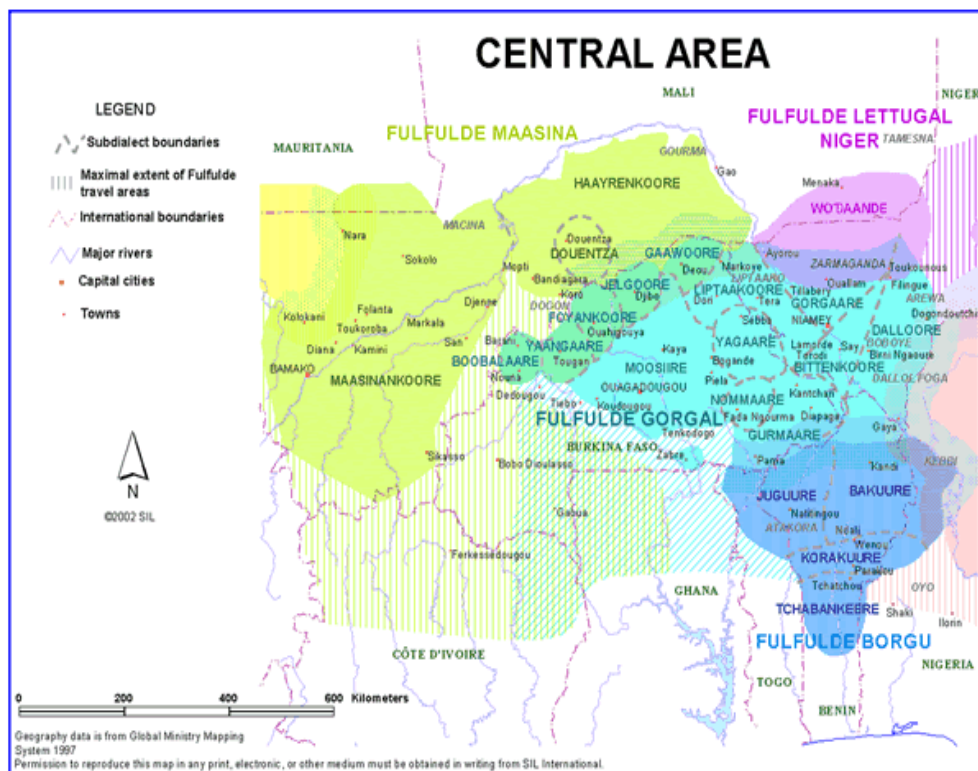 CENTRAL AREA
LEGEND
Subdialect boundaries
Maximal extent of Fulfulde
travel areas
International boundaries
Major rivers
Capital cities
Towns
N
©2002 SIL
MALI
NIGER
MAURITANIA
FULFULDE MAASINA
FULFULDE LETTUGAL
NIGER
TAMESNA
GOURMA
Gao
HAAYRENKOORE
Menaka
WODAANDE
MACINA
Nara
Sokolo
Douentza
DOUENTZA
GAAWOORE
Ayorou
ZARMAGANDA
Mopti
Bandiagara
Deou
Markoye
LIPTAAKO
Toukounous
JELGOORE
LIPTAAKOORE
Ouallam
Filingue
Koro
Djibo
Dori
Tera
Tillabery
GORGAARE
AREWA
Djenne
DOGON
FOYANKOORE
Dogondoutchi
Kolokani
Folanta
Toukoroba
Markala
Ouahigouya
Sebba
NIAMEY
DALLOORE
Diana
Kamini
San
Barani
YAANGAARE
YAGAARE
Lamorde
Say
BOBOYE
BOOBALAARE
Tougan
Kaya
Bogande
Torodi
Birni Ngaoure
BAMAKO
MAASINANKOORE
Nouna
MOOSIIRE
BITTENKOORE
Dedougou
OUAGADOUGOU
Piela
Kantchari
Tiebo
Koudougou
NOMMAARE
FULFULDE GORGAL
Fada Ngourma
Diapaga
Gaya
Tenkodogo
GURMAARE
BURKINA FASO
Zabre
Sikasso
Bobo Dioulasso
Pama
Kandi
KEBBI
JUGUURE
BAKUURE
Gaoua
Natitingou
ATAKORA
Ndali
Ferkessedougou
Wenou
KORAKUURE
Parakou
Tchatchou
OYO
GHANA
TCHABANKEERE
Shaki
Ilorin
FULFULDE BORGU
CÔTE D'IVOIRE
NIGERIA
TOGO
BENIN
0 200 400 600 Kilometers
Geography data is from Global Ministry Mapping
System 1997
Permission to reproduce this map in any print, electronic, or other medium must be obtained in writing from SIL International.